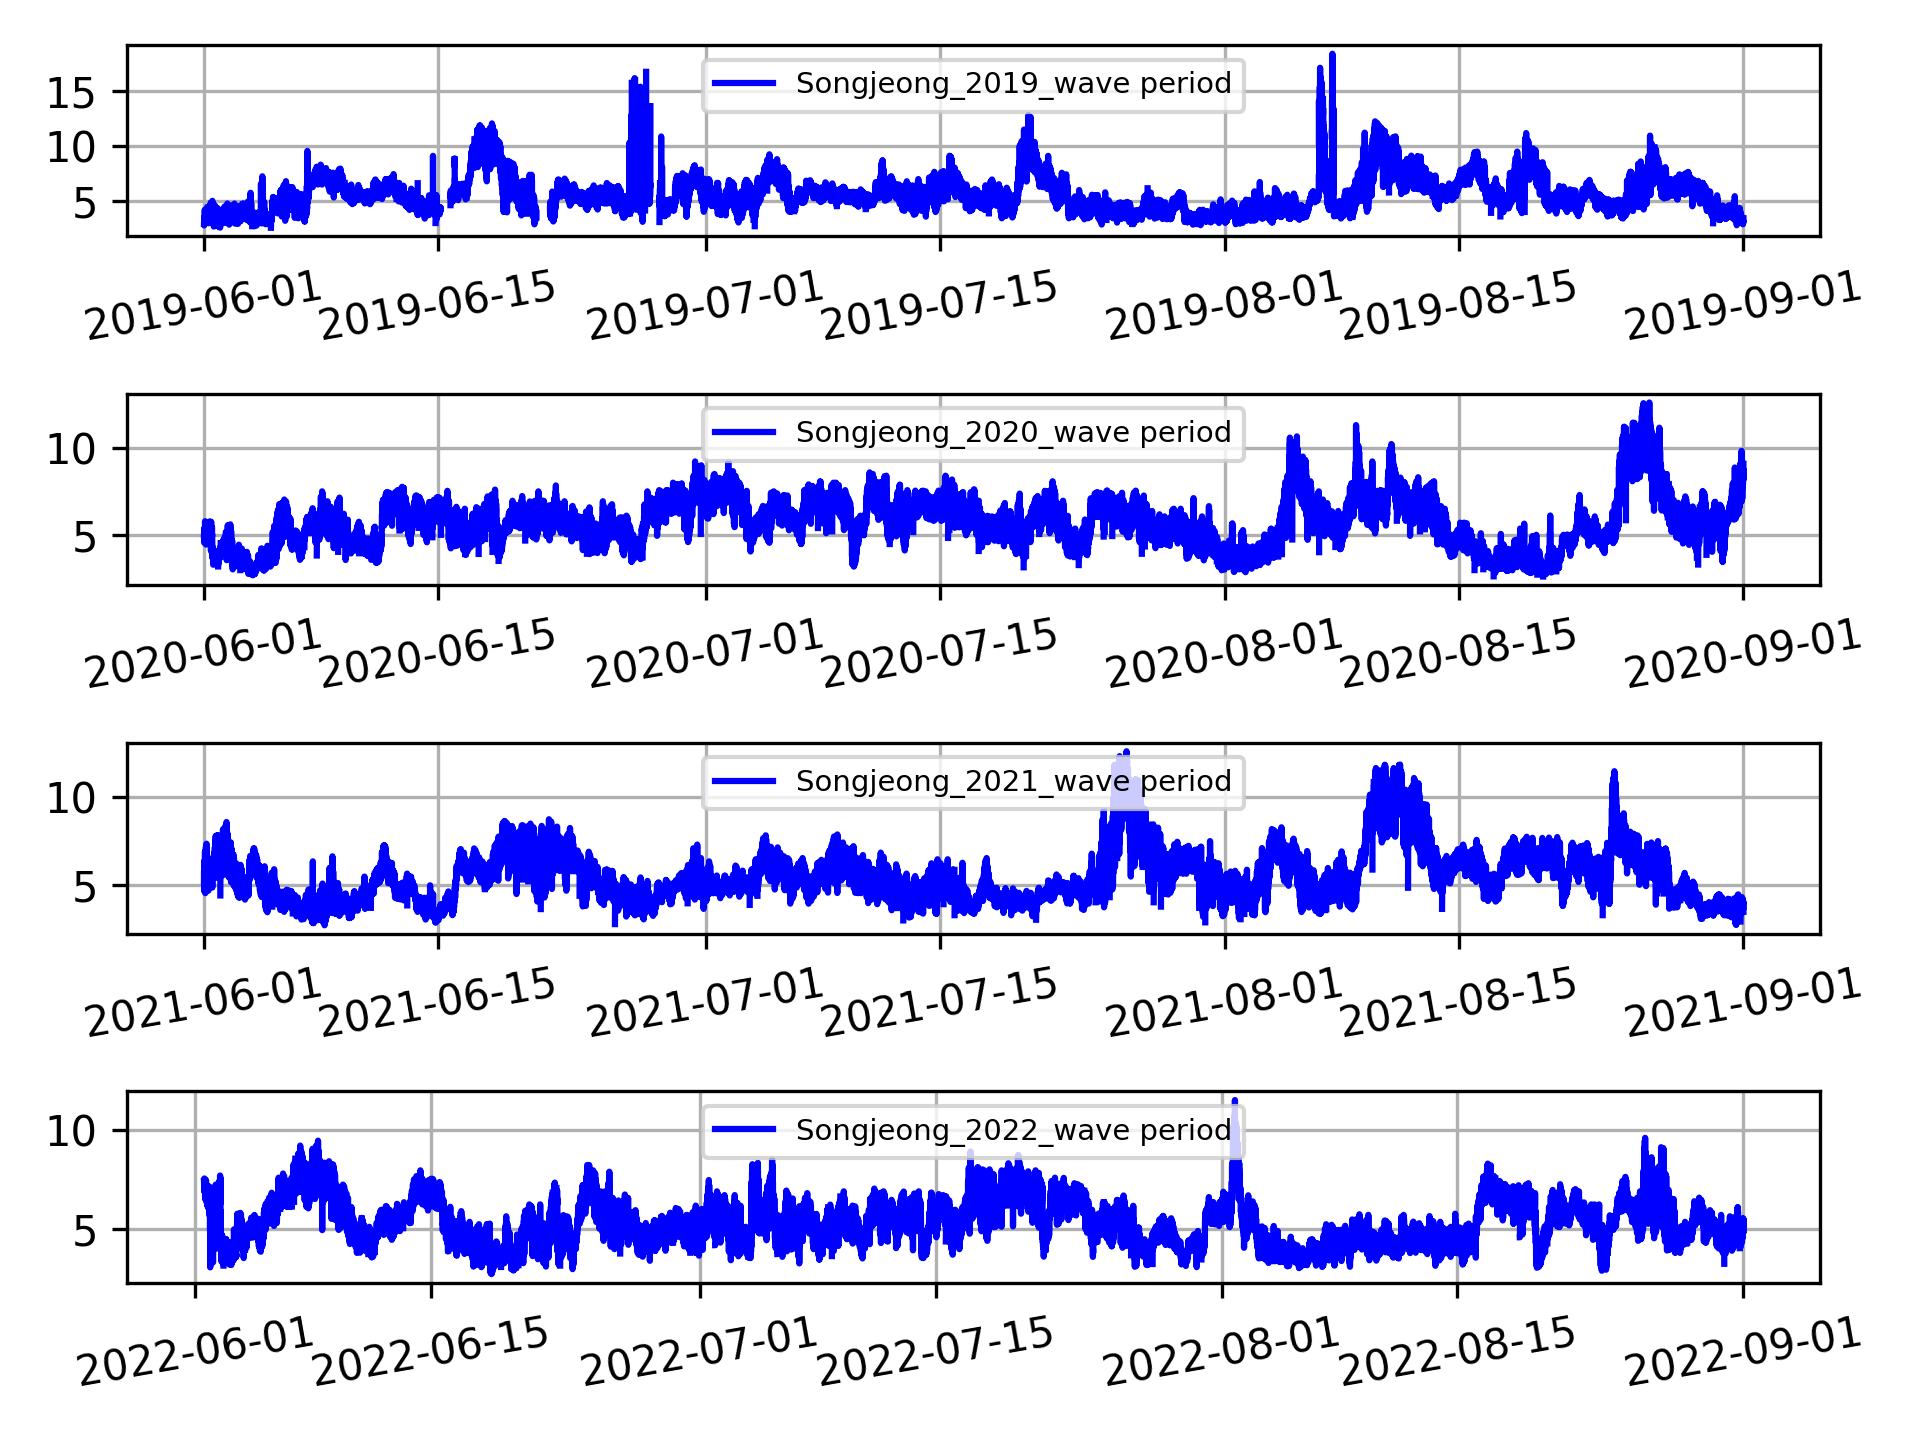 Songjeong_2019_wave period
15
10
5
2019-06-01 2019-06-15 2019-07-01 2019-07-15 2019-08-01 2019-08-15 2019-09-01
Songjeong_2020_wave period
10
5
2020-06-01 2020-06-15 2020-07-01 2020-07-15 2020-08-01 2020-08-15 2020-09-01
Songjeong_2021_wave period
10
5
2021-06-01 2021-06-15 2021-07-01 2021-07-15 2021-08-01 2021-08-15 2021-09-01
Songjeong_2022_wave period
10
5
2022-06-01 2022-06-15 2022-07-01 2022-07-15 2022-08-01 2022-08-15 2022-09-01